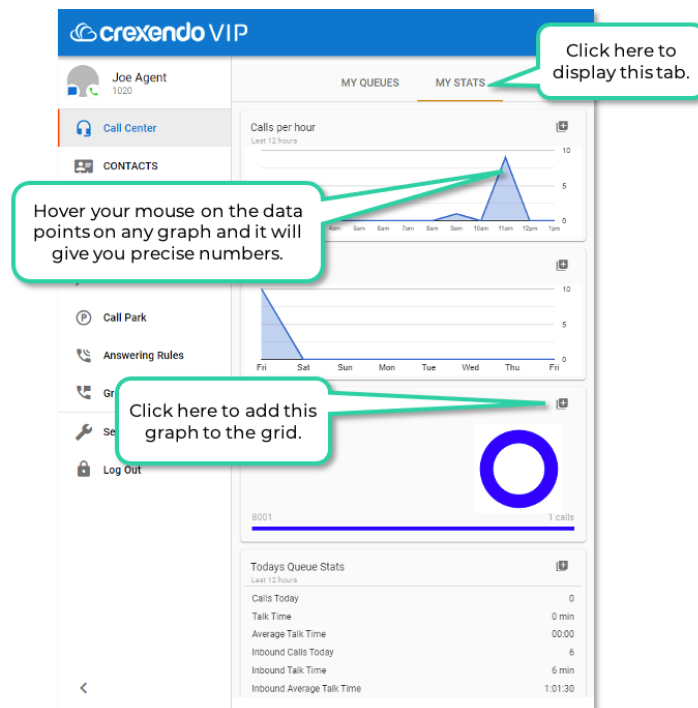 crexendo VIP
Click here to
display this tab.
Joe Agent
1020
MY QUEUES
MY STATS
Call Center
CONTACTS
Calls per hour
Last 12 hours
10
5
0
4am 5am 6am 7am 8am 9am 10am 11am 12pm 1pm
Hover your mouse on the data
points on any graph and it will
give you precise numbers.
10
5
0
Fri Sat Sun Mon Tue Wed Thu Fri
Call Park
Answering Rules
Gr
Se
Log Out
Click here to add this
graph to the grid.
8001
1 calls
Todays Queue Stats
Last 12 hours
Calls Today 0
Talk Time 0 min
Average Talk Time 00:00
Inbound Calls Today 6
Inbound Talk Time 6 min
Inbound Average Talk Time 1:01:30